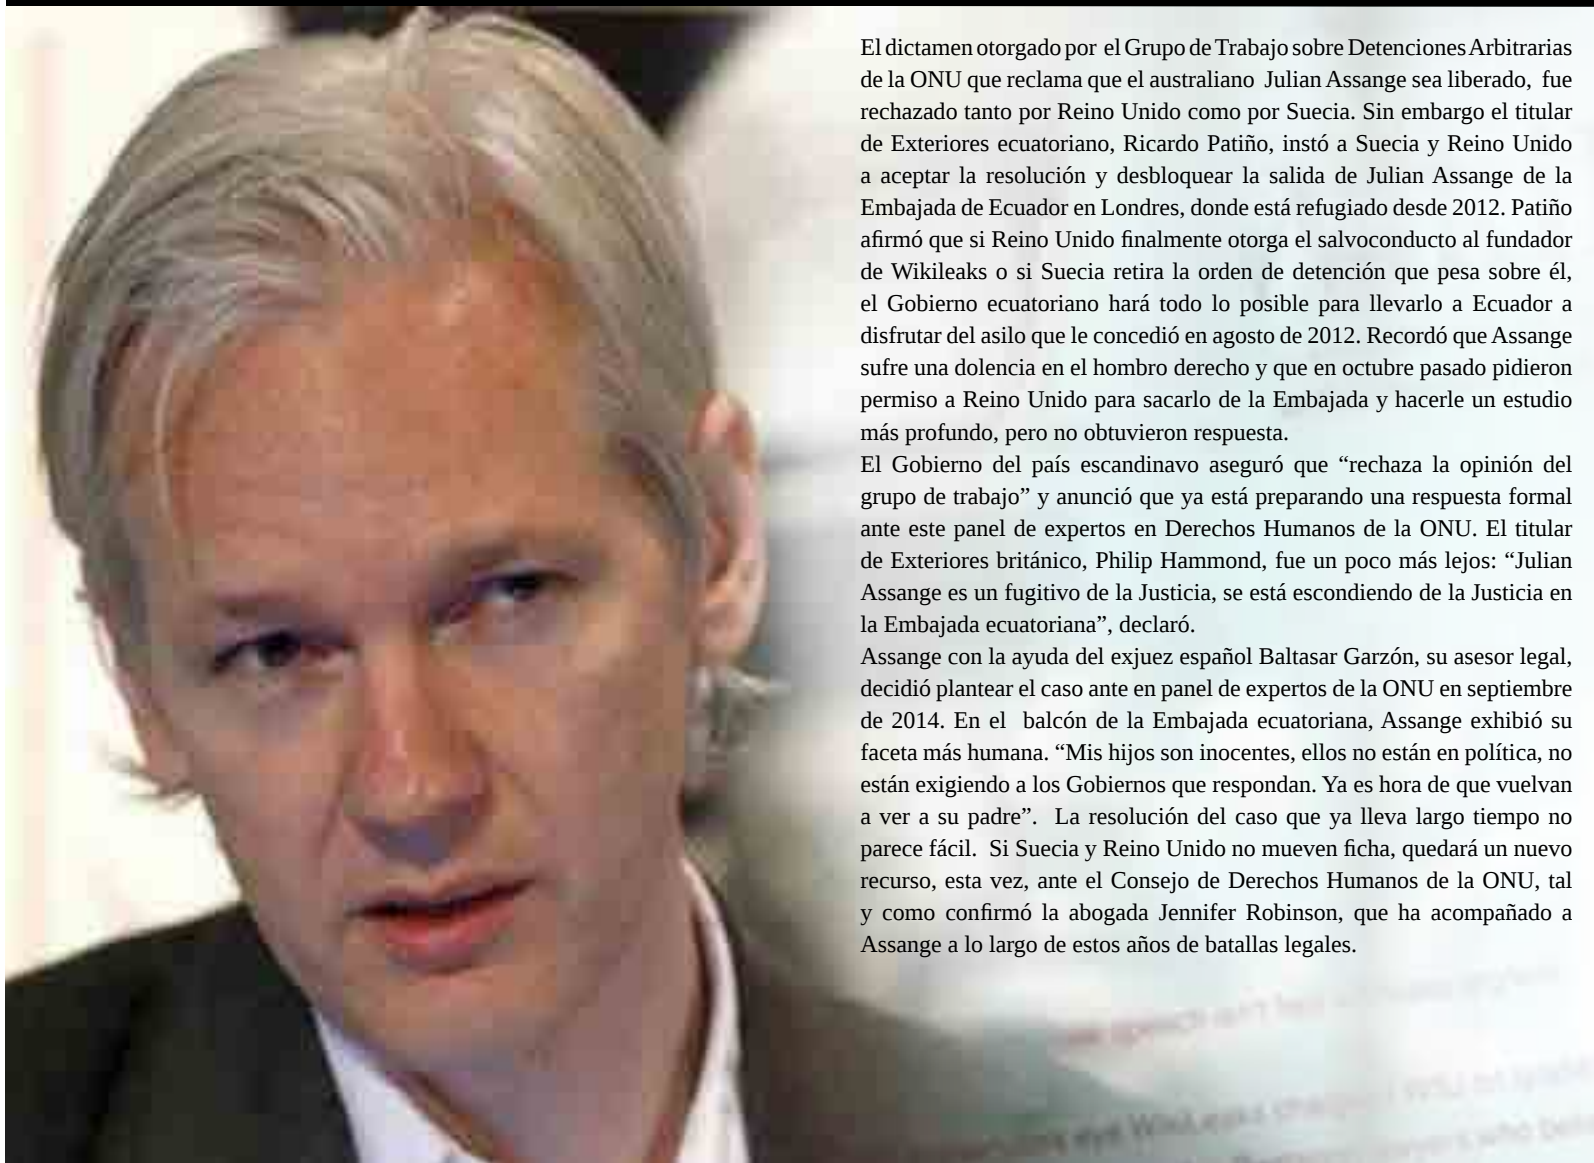 El dictamen otorgado por el Grupo de Trabajo sobre Detenciones Arbitrarias
de la ONU que reclama que el australiano Julian Assange sea liberado, fue
rechazado tanto por Reino Unido como por Suecia. Sin embargo el titular
de Exteriores ecuatoriano, Ricardo Patiño, instó a Suecia y Reino Unido
a aceptar la resolución y desbloquear la salida de Julian Assange de la
Embajada de Ecuador en Londres, donde está refugiado desde 2012. Patiño
afirmó que si Reino Unido finalmente otorga el salvoconducto al fundador
de Wikileaks o si Suecia retira la orden de detención que pesa sobre él,
el Gobierno ecuatoriano hará todo lo posible para llevarlo a Ecuador a
disfrutar del asilo que le concedió en agosto de 2012. Recordó que Assange
sufre una dolencia en el hombro derecho y que en octubre pasado pidieron
permiso a Reino Unido para sacarlo de la Embajada y hacerle un estudio
más profundo, pero no obtuvieron respuesta.
El Gobierno del país escandinavo aseguró que “rechaza la opinión del
grupo de trabajo” y anunció que ya está preparando una respuesta formal
ante este panel de expertos en Derechos Humanos de la ONU. El titular
de Exteriores británico, Philip Hammond, fue un poco más lejos: “Julian
Assange es un fugitivo de la Justicia, se está escondiendo de la Justicia en
la Embajada ecuatoriana”, declaró.
Assange con la ayuda del exjuez español Baltasar Garzón, su asesor legal,
decidió plantear el caso ante en panel de expertos de la ONU en septiembre
de 2014. En el balcón de la Embajada ecuatoriana, Assange exhibió su
faceta más humana. “Mis hijos son inocentes, ellos no están en política, no
están exigiendo a los Gobiernos que respondan. Ya es hora de que vuelvan
a ver a su padre”. La resolución del caso que ya lleva largo tiempo no
parece fácil. Si Suecia y Reino Unido no mueven ficha, quedará un nuevo
recurso, esta vez, ante el Consejo de Derechos Humanos de la ONU, tal
y como confirmó la abogada Jennifer Robinson, que ha acompañado a
Assange a lo largo de estos años de batallas legales.
eye WikiLeaks
who